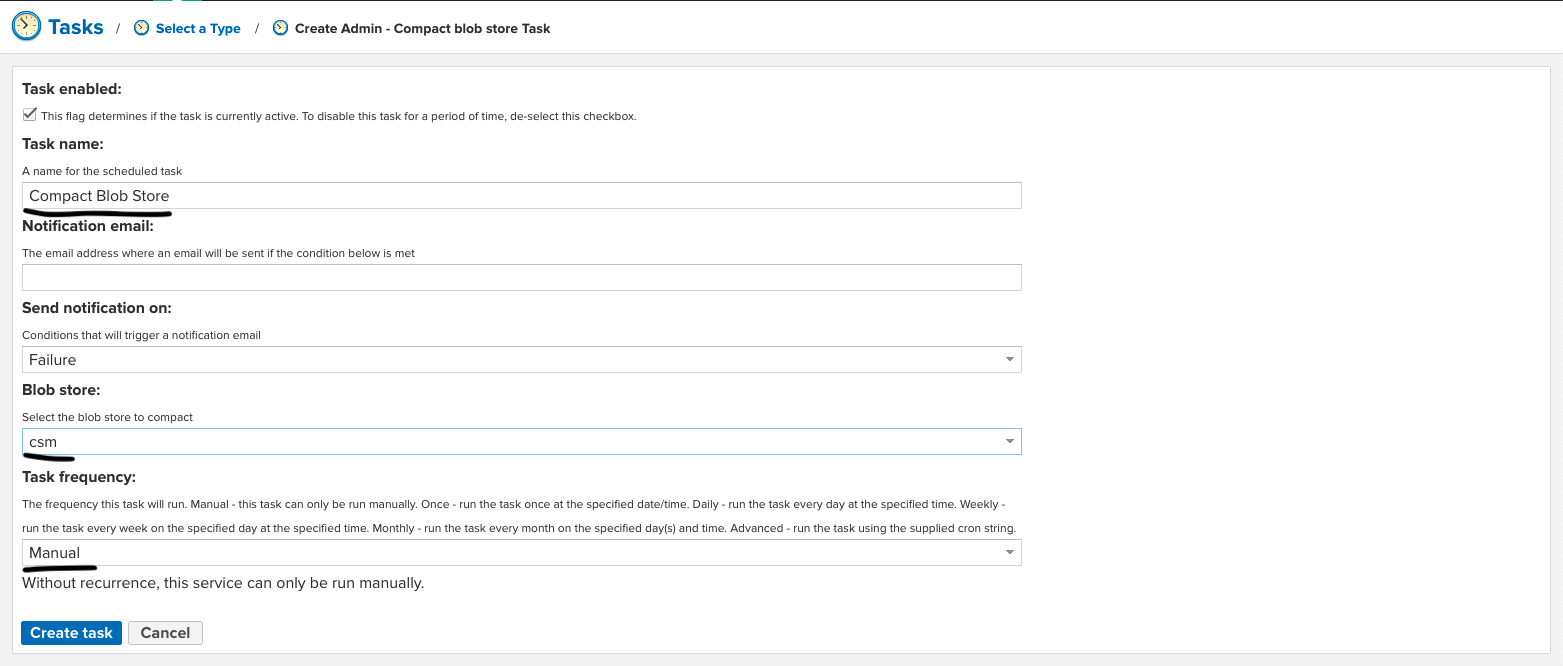 Tasks / Select a Type / Create Admin - Compact blob store Task
Task enabled:
This flag determines if the task is currently active. To disable this task for a period of time, de-select this checkbox.
Task name:
A name for the scheduled task
Compact Blob Store
Notification email:
The email address where an email will be sent if the condition below is met
Send notification on:
Conditions that will trigger a notification email
Failure
Blob store:
Select the blob store to compact
csm
Task frequency:
The frequency this task will run. Manual - this task can only be run manually. Once - run the task once at the specified date/time. Daily - run the task every day at the specified time. Weekly -
run the task every week on the specified day at the specified time. Monthly - run the task every month on the specified day(s) and time. Advanced - run the task using the supplied cron string.
Manual
Without recurrence, this service can only be run manually.
Create task Cancel